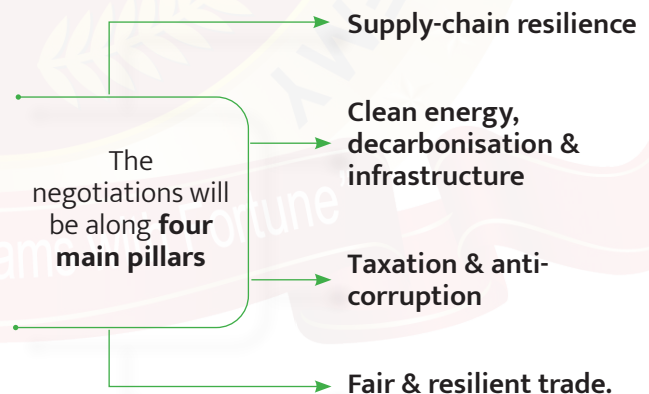 Supply-chain resilience
Clean energy,
decarbonisation &
infrastructure
The
negotiations will
be along four
main pillars
Taxation & anti-
corruption
Fair & resilient trade.